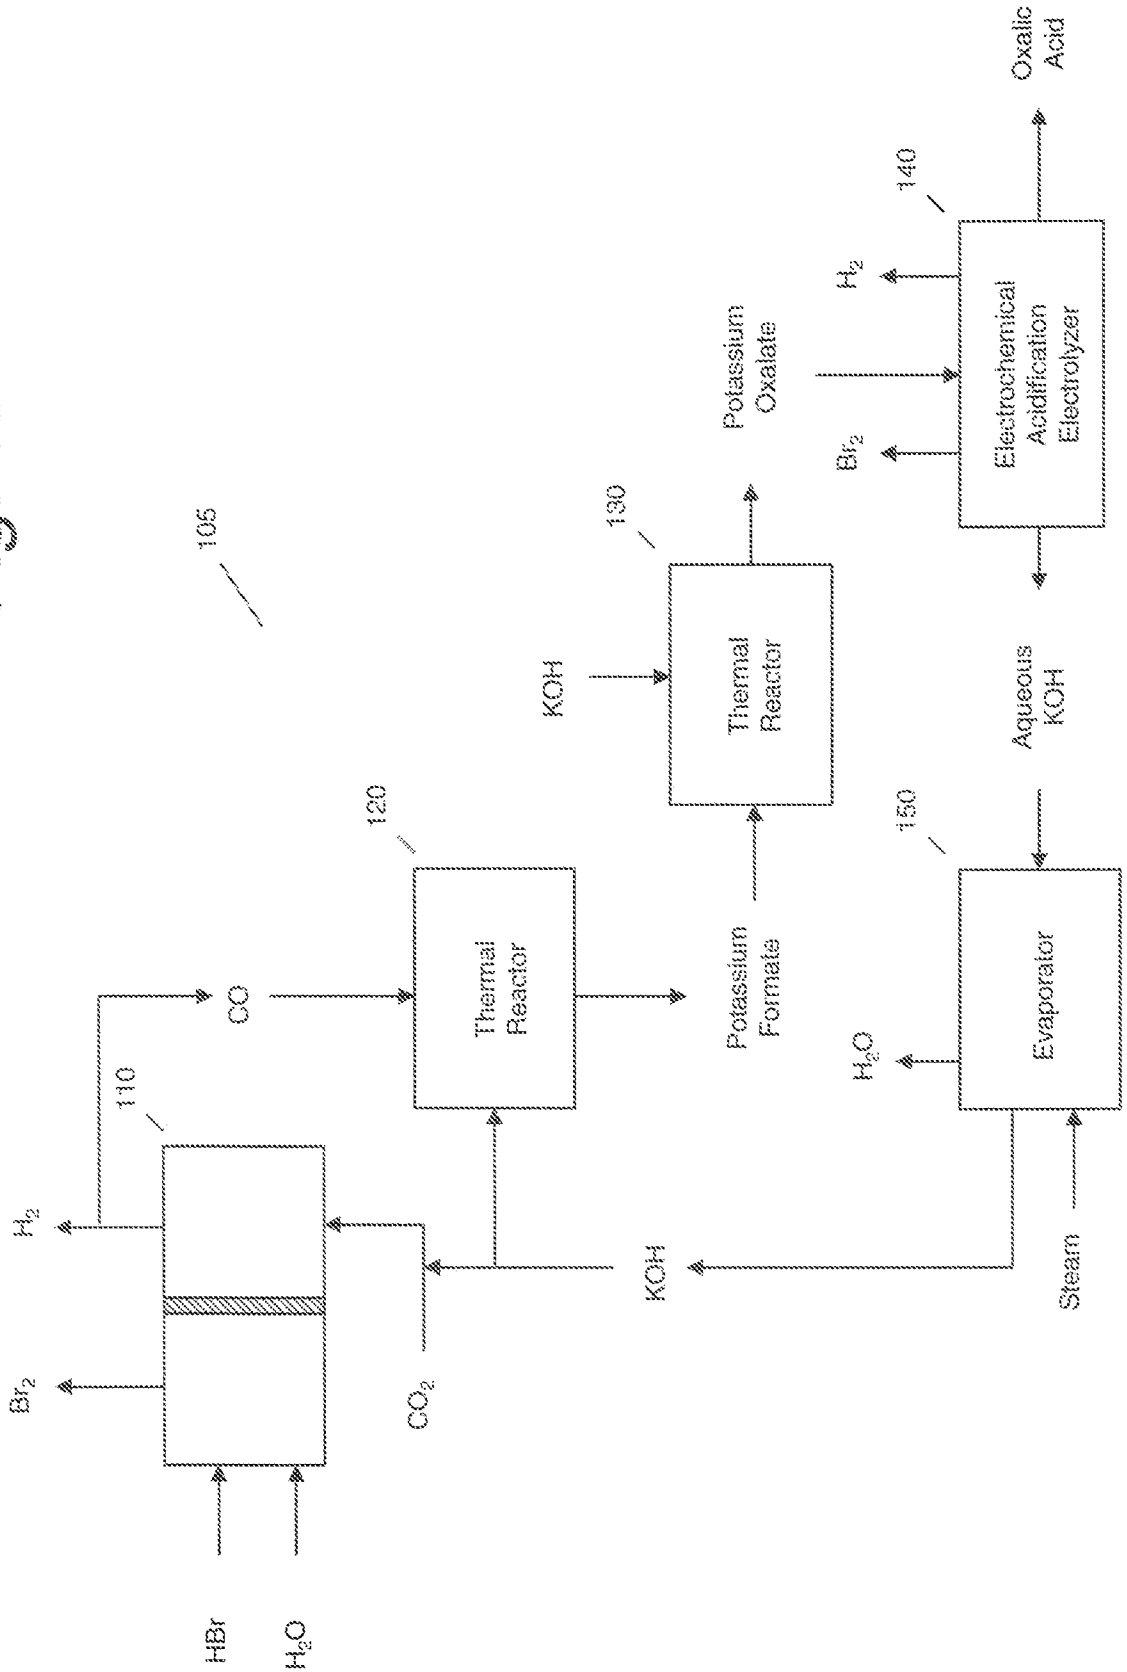 105
Br₂
H₂
110
HBr
H₂O
CO₂
CO
120
Thermal
Reactor
KOH
Potassium
Formate
KOH
130
Thermal
Reactor
Potassium
Oxalate
Br₂
H₂
140
Electrochemical
Acidification
Electrolyzer
Oxalic
Acid
Aqueous
KOH
150
Evaporator
H₂O
Steam